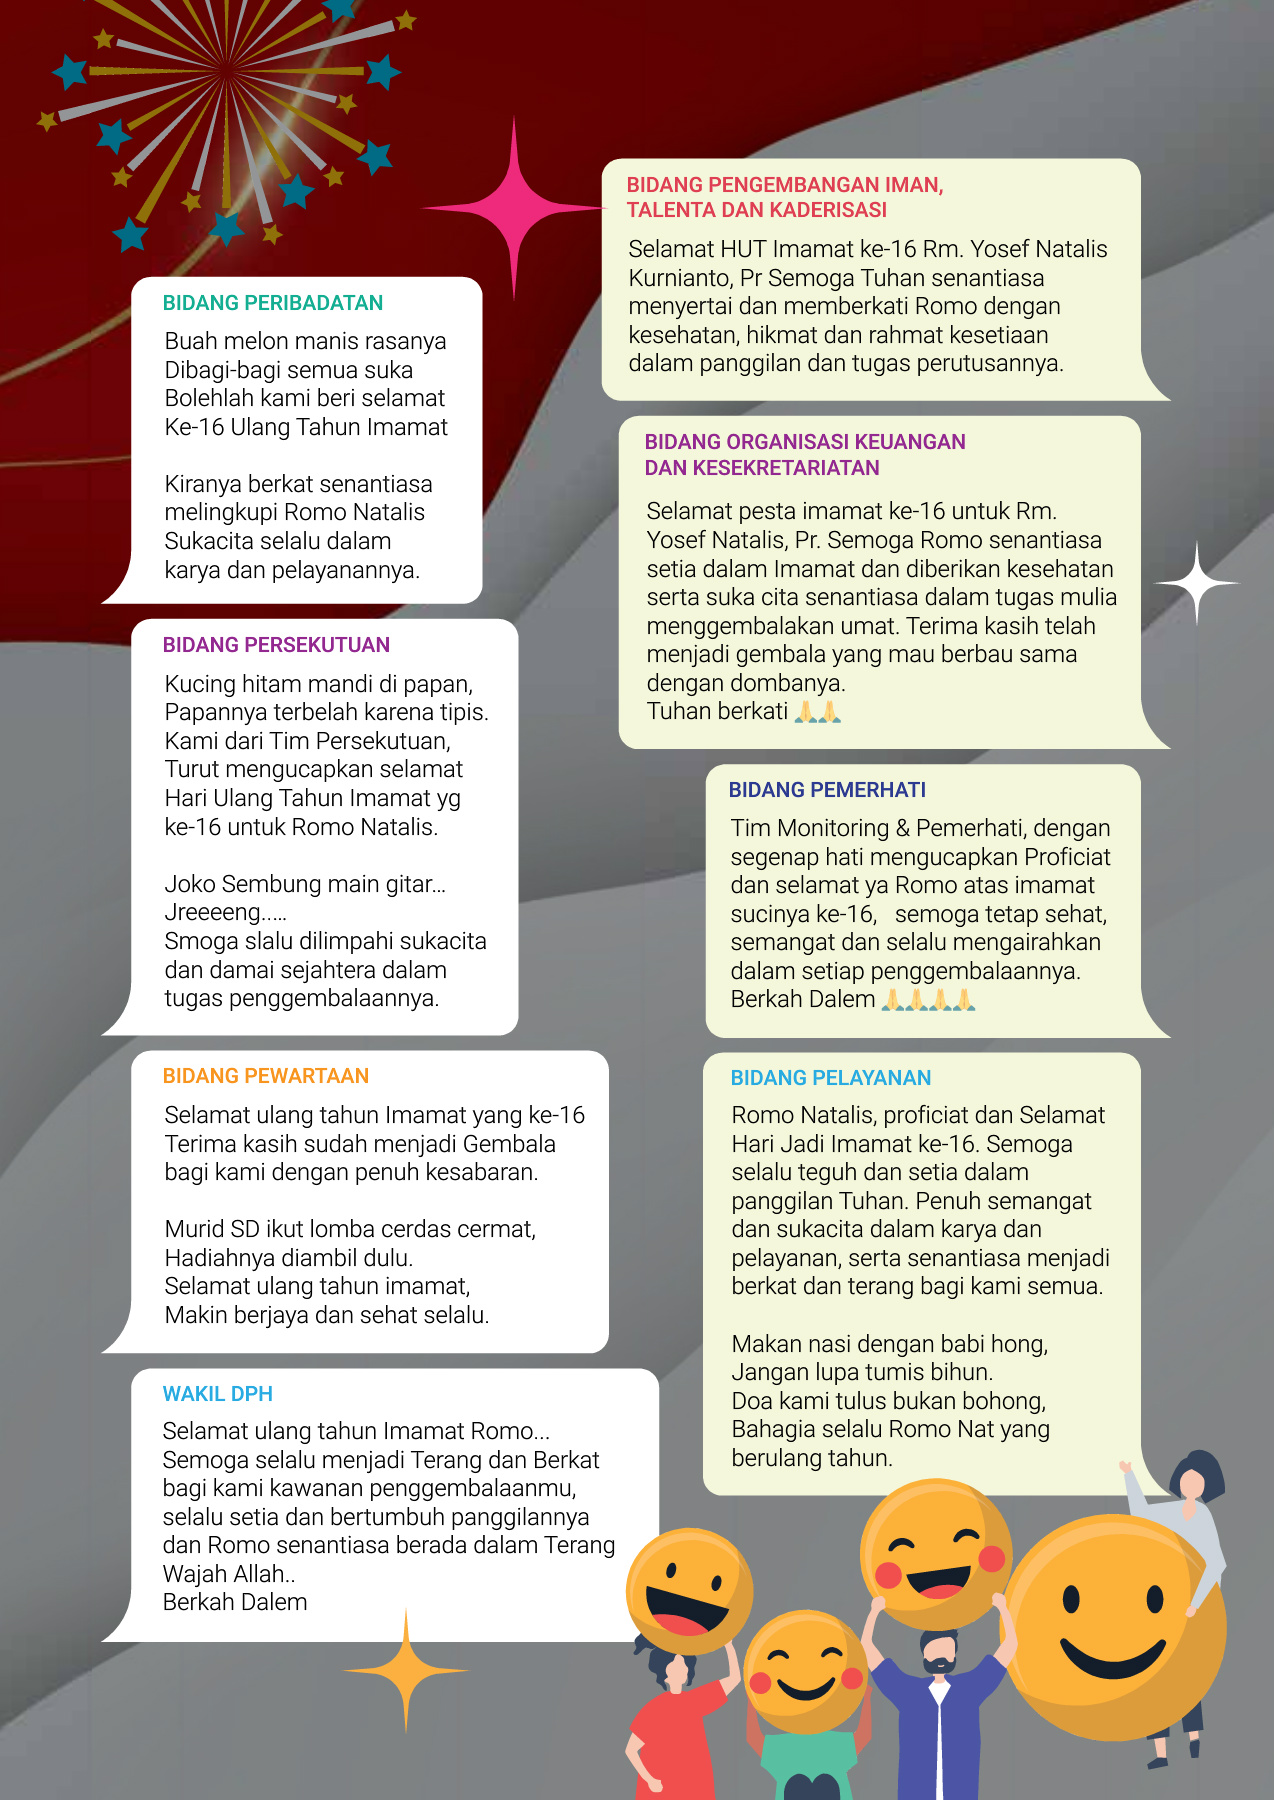 BIDANG PERIBADATAN
Buah melon manis rasanya
Dibagi-bagi semua suka
Bolehlah kami beri selamat
Ke-16 Ulang Tahun Imamat
Kiranya berkat senantiasa
melingkupi Romo Natalis
Sukacita selalu dalam
karya dan pelayanannya.
BIDANG PERSEKUTUAN
Kucing hitam mandi di papan,
Papannya terbelah karena tipis.
Kami dari Tim Persekutuan,
Turut mengucapkan selamat
Hari Ulang Tahun Imamat yg
ke-16 untuk Romo Natalis.
Joko Sembung main gitar...
Jreeeeng.....
Smoga slalu dilimpahi sukacita
dan damai sejahtera dalam
tugas penggembalaannya.
BIDANG PEWARTAAN
Selamat ulang tahun Imamat yang ke-16
Terima kasih sudah menjadi Gembala
bagi kami dengan penuh kesabaran.
Murid SD ikut lomba cerdas cermat,
Hadiahnya diambil dulu.
Selamat ulang tahun imamat,
Makin berjaya dan sehat selalu.
WAKIL DPH
Selamat ulang tahun Imamat Romo...
Semoga selalu menjadi Terang dan Berkat
bagi kami kawanan penggembalaanmu,
selalu setia dan bertumbuh panggilannya
dan Romo senantiasa berada dalam Terang
Wajah Allah..
Berkah Dalem
BIDANG PENGEMBANGAN IMAN,
TALENTA DAN KADERISASI
Selamat HUT Imamat ke-16 Rm. Yosef Natalis
Kurnianto, Pr Semoga Tuhan senantiasa
menyertai dan memberkati Romo dengan
kesehatan, hikmat dan rahmat kesetiaan
dalam panggilan dan tugas perutusannya.
BIDANG ORGANISASI KEUANGAN
DAN KESEKRETARIATAN
Selamat pesta imamat ke-16 untuk Rm.
Yosef Natalis, Pr. Semoga Romo senantiasa
setia dalam Imamat dan diberikan kesehatan
serta suka cita senantiasa dalam tugas mulia
menggembalakan umat. Terima kasih telah
menjadi gembala yang mau berbau sama
dengan dombanya.
Tuhan berkati 🙏🙏
BIDANG PEMERHATI
Tim Monitoring & Pemerhati, dengan
segenap hati mengucapkan Proficiat
dan selamat ya Romo atas imamat
sucinya ke-16, semoga tetap sehat,
semangat dan selalu mengairahkan
dalam setiap penggembalaannya.
Berkah Dalem 🙏🙏🙏🙏
BIDANG PELAYANAN
Romo Natalis, proficiat dan Selamat
Hari Jadi Imamat ke-16. Semoga
selalu teguh dan setia dalam
panggilan Tuhan. Penuh semangat
dan sukacita dalam karya dan
pelayanan, serta senantiasa menjadi
berkat dan terang bagi kami semua.
Makan nasi dengan babi hong,
Jangan lupa tumis bihun.
Doa kami tulus bukan bohong,
Bahagia selalu Romo Nat yang
berulang tahun.